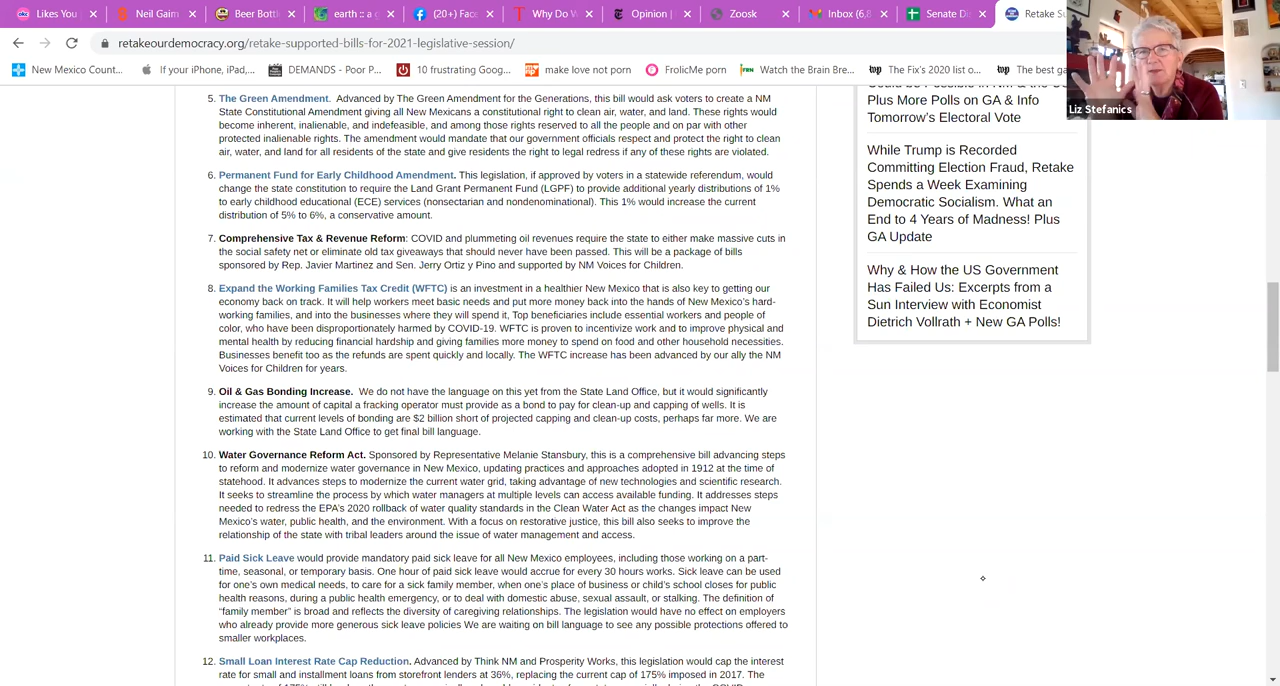 Likes You
Neil Gaim
Beer Bott
earth :: a g
(20+) Fac
Why Do W
Opinion |
Zoosk
Inbox (6,8
Senate Di
Retake Su
retakeourdemocracy.org/retake-supported-bills-for-2021-legislative-session/
New Mexico Count...
If your iPhone, iPad,...
DEMANDS - Poor P...
10 frustrating Goog...
make love not porn
FrolicMe porn
Watch the Brain Bre...
The Fix's 2020 list o...
The best ga
Liz Stefanics
5. The Green Amendment. Advanced by The Green Amendment for the Generations, this bill would ask voters to create a NM
State Constitutional Amendment giving all New Mexicans a constitutional right to clean air, water, and land. These rights would
become inherent, inalienable, and indefeasible, and among those rights reserved to all the people and on par with other
protected inalienable rights. The amendment would mandate that our government officials respect and protect the right to clean
air, water, and land for all residents of the state and give residents the right to legal redress if any of these rights are violated.
6. Permanent Fund for Early Childhood Amendment. This legislation, if approved by voters in a statewide referendum, would
change the state constitution to require the Land Grant Permanent Fund (LGPF) to provide additional yearly distributions of 1%
to early childhood educational (ECE) services (nonsectarian and nondenominational). This 1% would increase the current
distribution of 5% to 6%, a conservative amount.
7. Comprehensive Tax & Revenue Reform: COVID and plummeting oil revenues require the state to either make massive cuts in
the social safety net or eliminate old tax giveaways that should never have been passed. This will be a package of bills
sponsored by Rep. Javier Martinez and Sen. Jerry Ortiz y Pino and supported by NM Voices for Children.
8. Expand the Working Families Tax Credit (WFTC) is an investment in a healthier New Mexico that is also key to getting our
economy back on track. It will help workers meet basic needs and put more money back into the hands of New Mexico's hard-
working families, and into the businesses where they will spend it, Top beneficiaries include essential workers and people of
color, who have been disproportionately harmed by COVID-19. WFTC is proven to incentivize work and to improve physical and
mental health by reducing financial hardship and giving families more money to spend on food and other household necessities.
Businesses benefit too as the refunds are spent quickly and locally. The WFTC increase has been advanced by our ally the NM
Voices for Children for years.
9. Oil & Gas Bonding Increase. We do not have the language on this yet from the State Land Office, but it would significantly
increase the amount of capital a fracking operator must provide as a bond to pay for clean-up and capping of wells. It is
estimated that current levels of bonding are $2 billion short of projected capping and clean-up costs, perhaps far more. We are
working with the State Land Office to get final bill language.
10. Water Governance Reform Act. Sponsored by Representative Melanie Stansbury, this is a comprehensive bill advancing steps
to reform and modernize water governance in New Mexico, updating practices and approaches adopted in 1912 at the time of
statehood. It advances steps to modernize the current water grid, taking advantage of new technologies and scientific research.
It seeks to streamline the process by which water managers at multiple levels can access available funding. It addresses steps
needed to redress the EPA's 2020 rollback of water quality standards in the Clean Water Act as the changes impact New
Mexico's water, public health, and the environment. With a focus on restorative justice, this bill also seeks to improve the
relationship of the state with tribal leaders around the issue of water management and access.
11. Paid Sick Leave would provide mandatory paid sick leave for all New Mexico employees, including those working on a part-
time, seasonal, or temporary basis. One hour of paid sick leave would accrue for every 30 hours works. Sick leave can be used
for one's own medical needs, to care for a sick family member, when one's place of business or child's school closes for public
health reasons, during a public health emergency, or to deal with domestic abuse, sexual assault, or stalking. The definition of
"family member" is broad and reflects the diversity of caregiving relationships. The legislation would have no effect on employers
who already provide more generous sick leave policies We are waiting on bill language to see any possible protections offered to
smaller workplaces.
12. Small Loan Interest Rate Cap Reduction. Advanced by Think NM and Prosperity Works, this legislation would cap the interest
rate for small and installment loans from storefront lenders at 36%, replacing the current cap of 175% imposed in 2017. The
Plus More Polls on GA & Info
Tomorrow's Electoral Vote
While Trump is Recorded
Committing Election Fraud, Retake
Spends a Week Examining
Democratic Socialism. What an
End to 4 Years of Madness! Plus
GA Update
Why & How the US Government
Has Failed Us: Excerpts from a
Sun Interview with Economist
Dietrich Vollrath + New GA Polls!